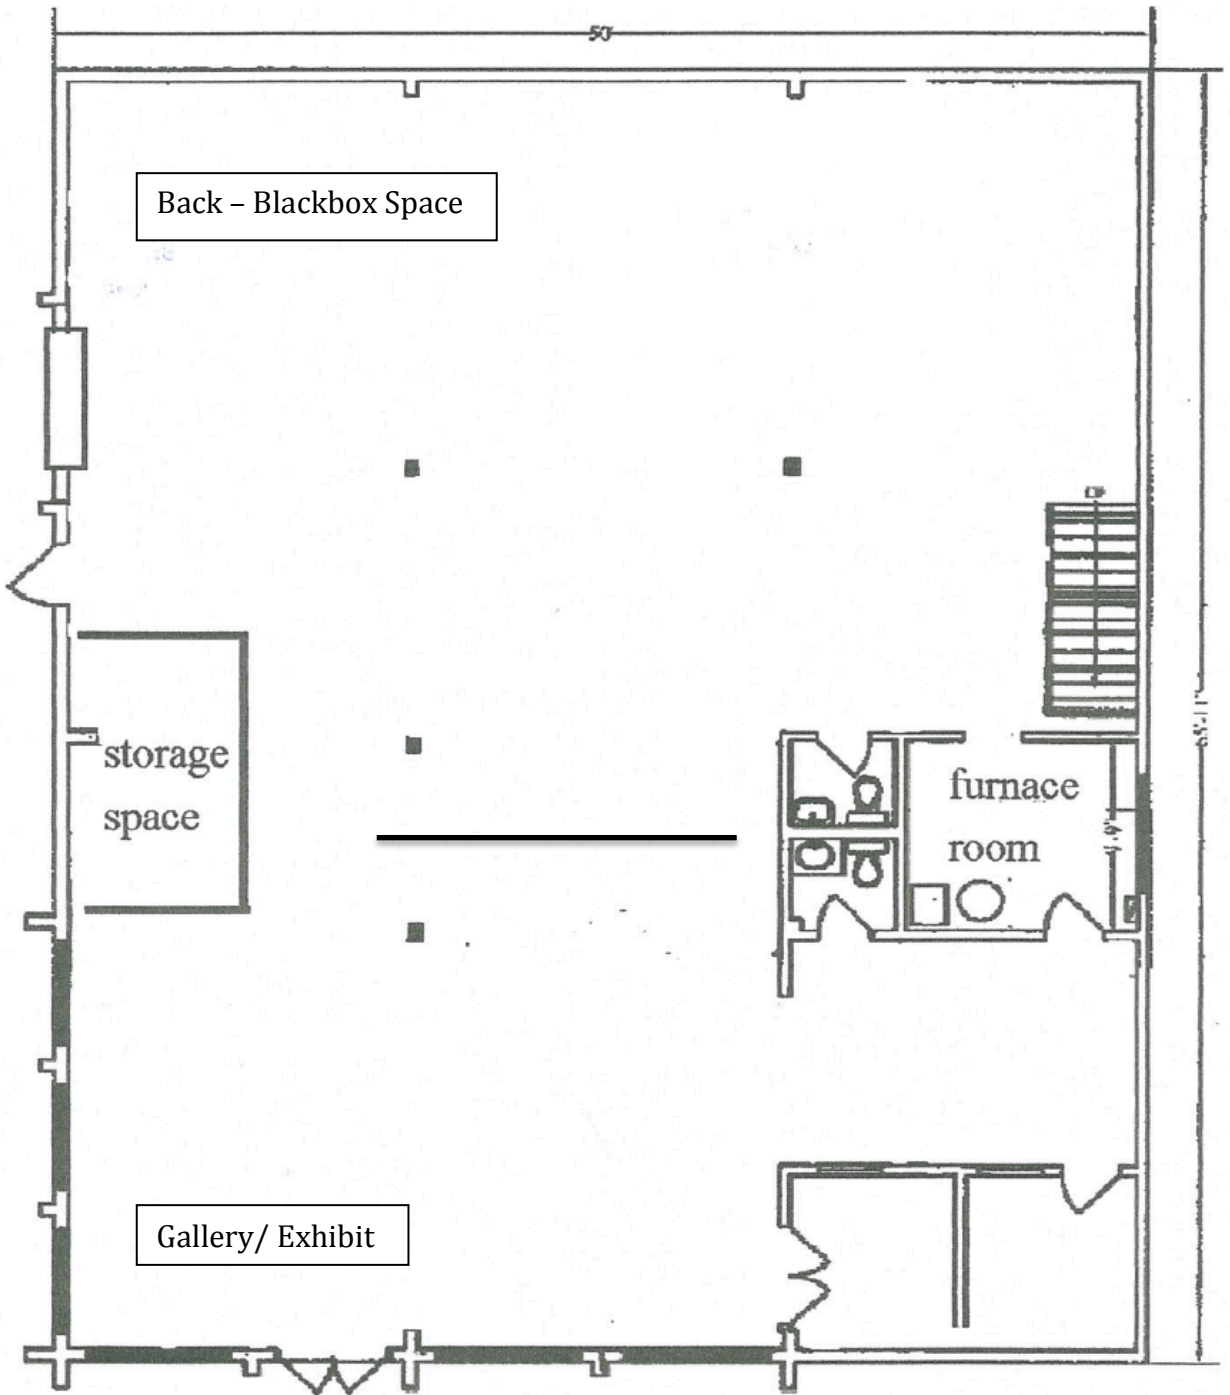 50'
Back – Blackbox Space
storage
space
furnace
room
Gallery/ Exhibit